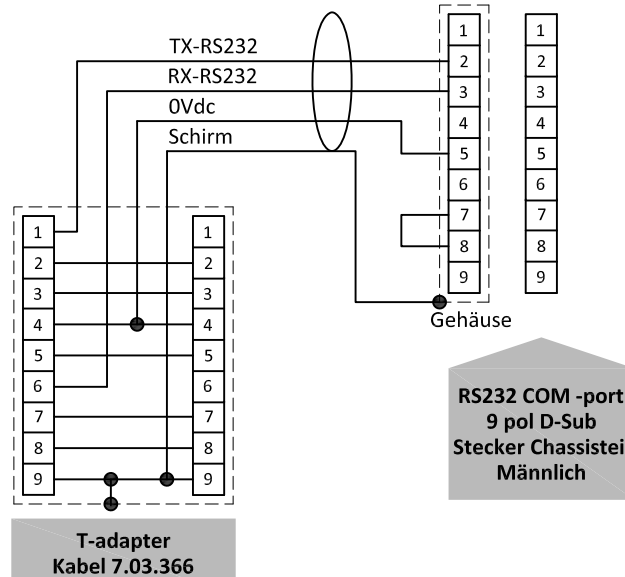 TX-RS232
RX-RS232
0Vdc
Schirm
1 1
2 2
3 3
4 4
5 5
6 6
7 7
8 8
9 9
Gehäuse
1 1
2 2
3 3
4 4
5 5
6 6
7 7
8 8
9 9
RS232 COM -port
9 pol D-Sub
Stecker Chassistei
Männlich
T-adapter
Kabel 7.03.366